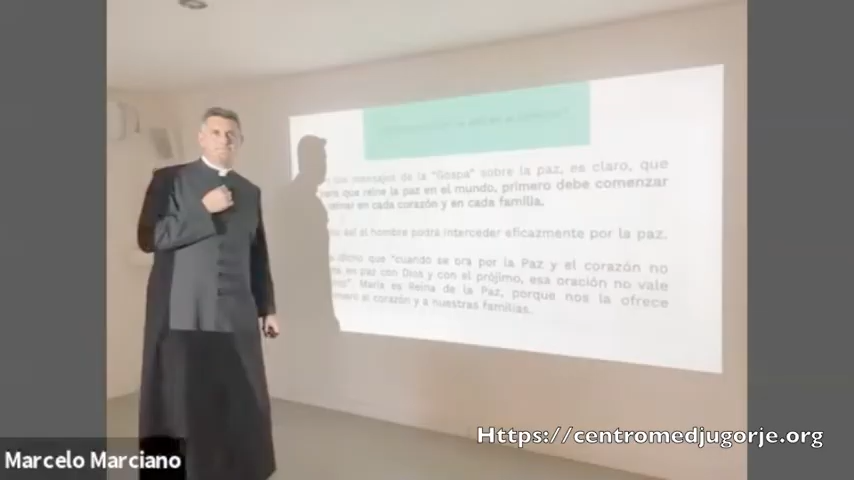 mensajes de la "Gospa" sobre la paz, es claro, que
para que reine la paz en el mundo, primero debe comenzar
reinar en cada corazón y en cada familia.
así el hombre podrá interceder eficazmente por la paz.
dicho que "cuando se ora por la Paz y el corazón no
en paz con Dios y con el prójimo, esa oración no vale
María es Reina de la Paz, porque nos la ofrece
al corazón y a nuestras familias.
Https://centromedjugorje.org
Marcelo Marciano